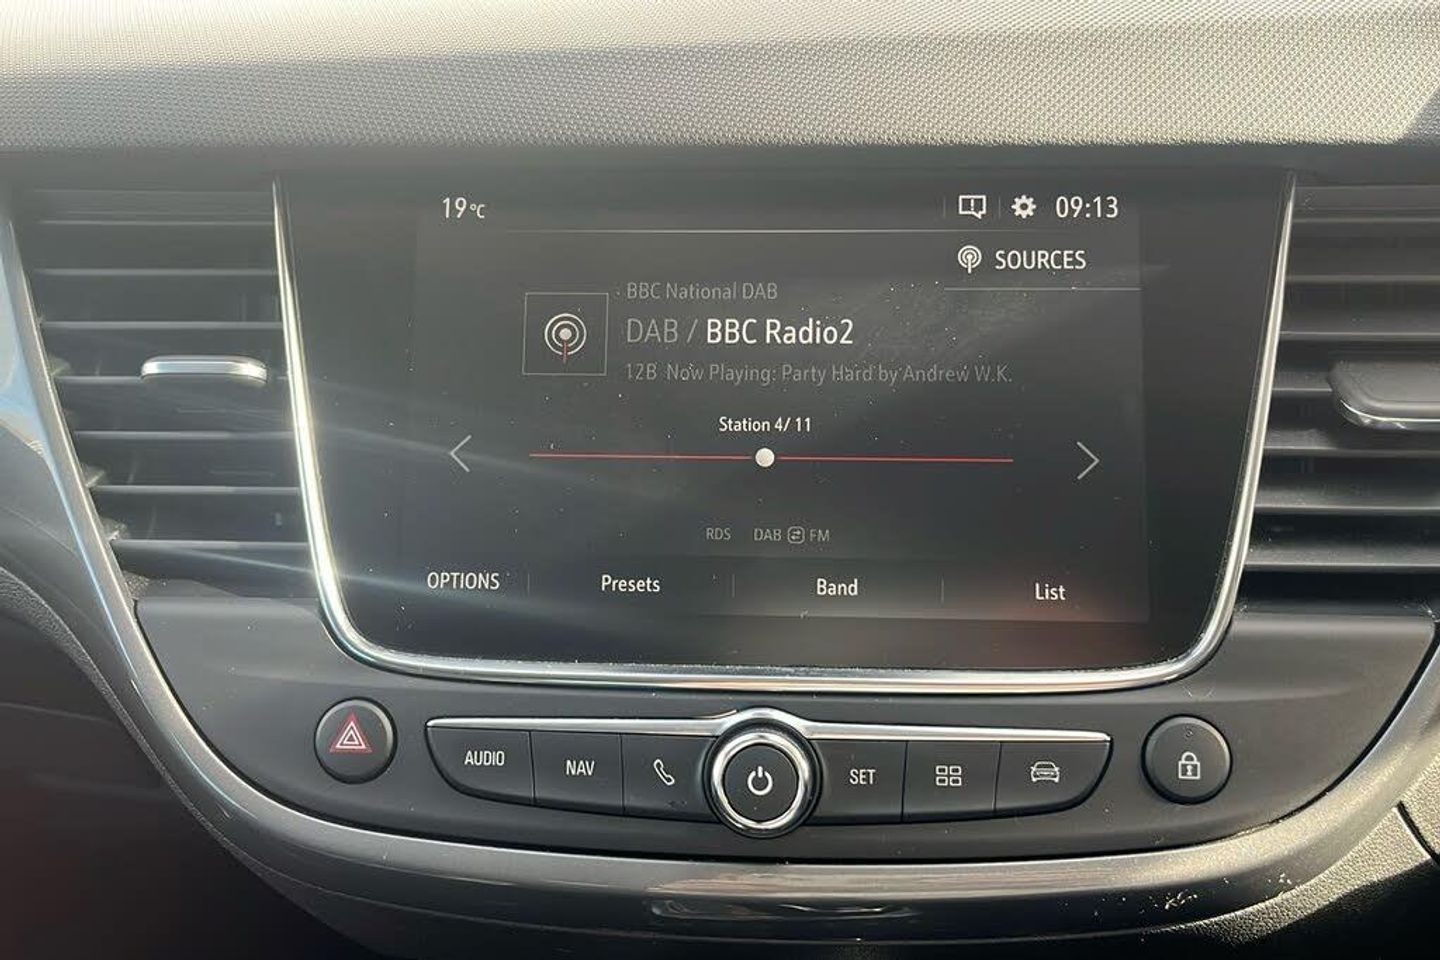 19°C 09:13
SOURCES
BBC National DAB
DAB / BBC Radio2
12B Now Playing: Party Hard by Andrew W.K.
Station 4/ 11
RDS DAB FM
OPTIONS Presets Band List
AUDIO NAV SET